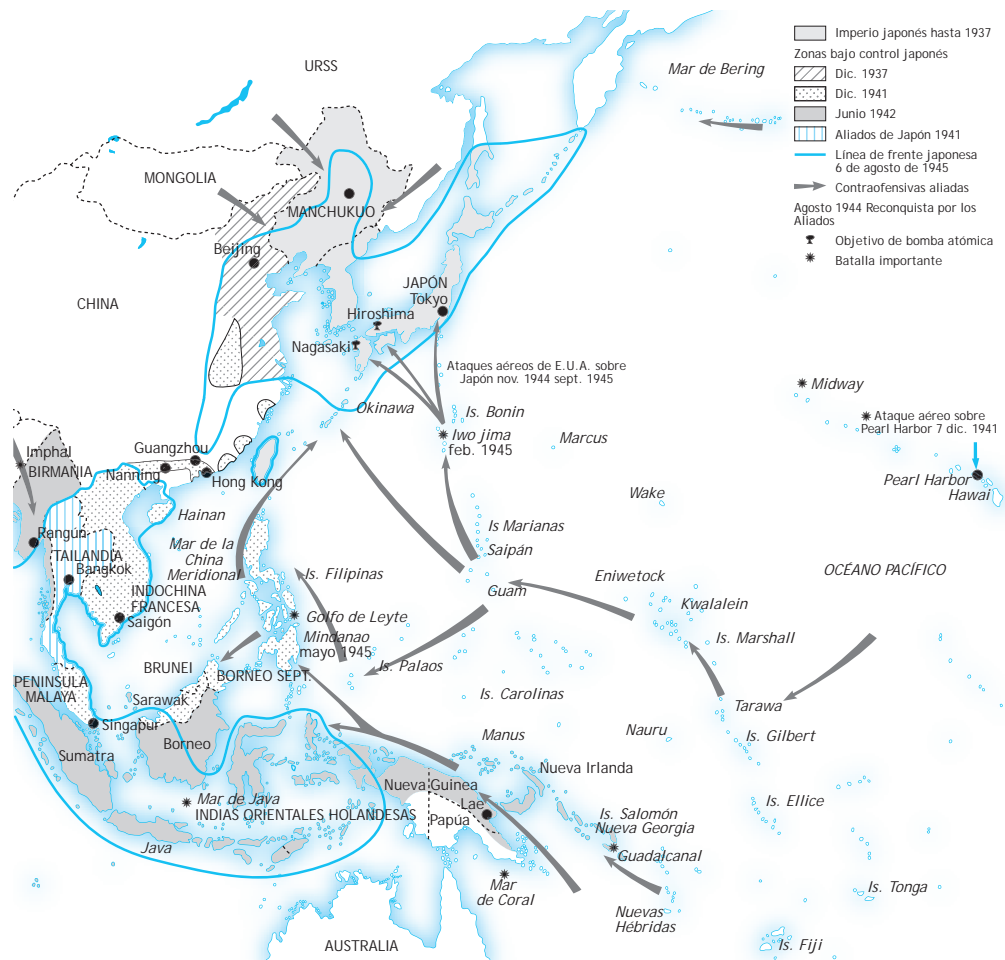 Imperio japonés hasta 1937
Zonas bajo control japonés
Dic. 1937
Dic. 1941
Junio 1942
Aliados de Japón 1941
Línea de frente japonesa
6 de agosto de 1945
Contraofensivas aliadas
Agosto 1944 Reconquista por los
Aliados
Objetivo de bomba atómica
Batalla importante
URSS
Mar de Bering
MONGOLIA
MANCHUKUO
Beijing
CHINA
JAPÓN
Tokyo
Hiroshima
Nagasaki
Ataques aéreos de E.U.A. sobre
Japón nov. 1944 sept. 1945
Midway
Okinawa
Is. Bonin
Ataque aéreo sobre
Pearl Harbor 7 dic. 1941
Iwo jima
feb. 1945
Marcus
Imphal
BIRMANIA
Guangzhou
Nanning
Hong Kong
Pearl Harbor
Hawai
Hainan
Wake
Rangún
TAILANDIA
Bangkok
Mar de la
China
Meridional
Is Marianas
Saipán
Is. Filipinas
Guam
Eniwetock
OCÉANO PACÍFICO
INDOCHINA
FRANCESA
Saigón
Golfo de Leyte
Kwalalein
Mindanao
mayo 1945
Is. Marshall
BRUNEI
BORNEO SEPT.
Is. Palaos
PENINSULA
MALAYA
Sarawak
Is. Carolinas
Tarawa
Singapur
Nauru
Is. Gilbert
Sumatra
Borneo
Manus
Nueva Irlanda
Nueva Guinea
Mar de Java
INDIAS ORIENTALES HOLANDESAS
Lae
Papúa
Is. Ellice
Is. Salomón
Nueva Georgia
Java
Guadalcanal
Mar
de Coral
Is. Tonga
Nuevas
Hébridas
AUSTRALIA
Is. Fiji